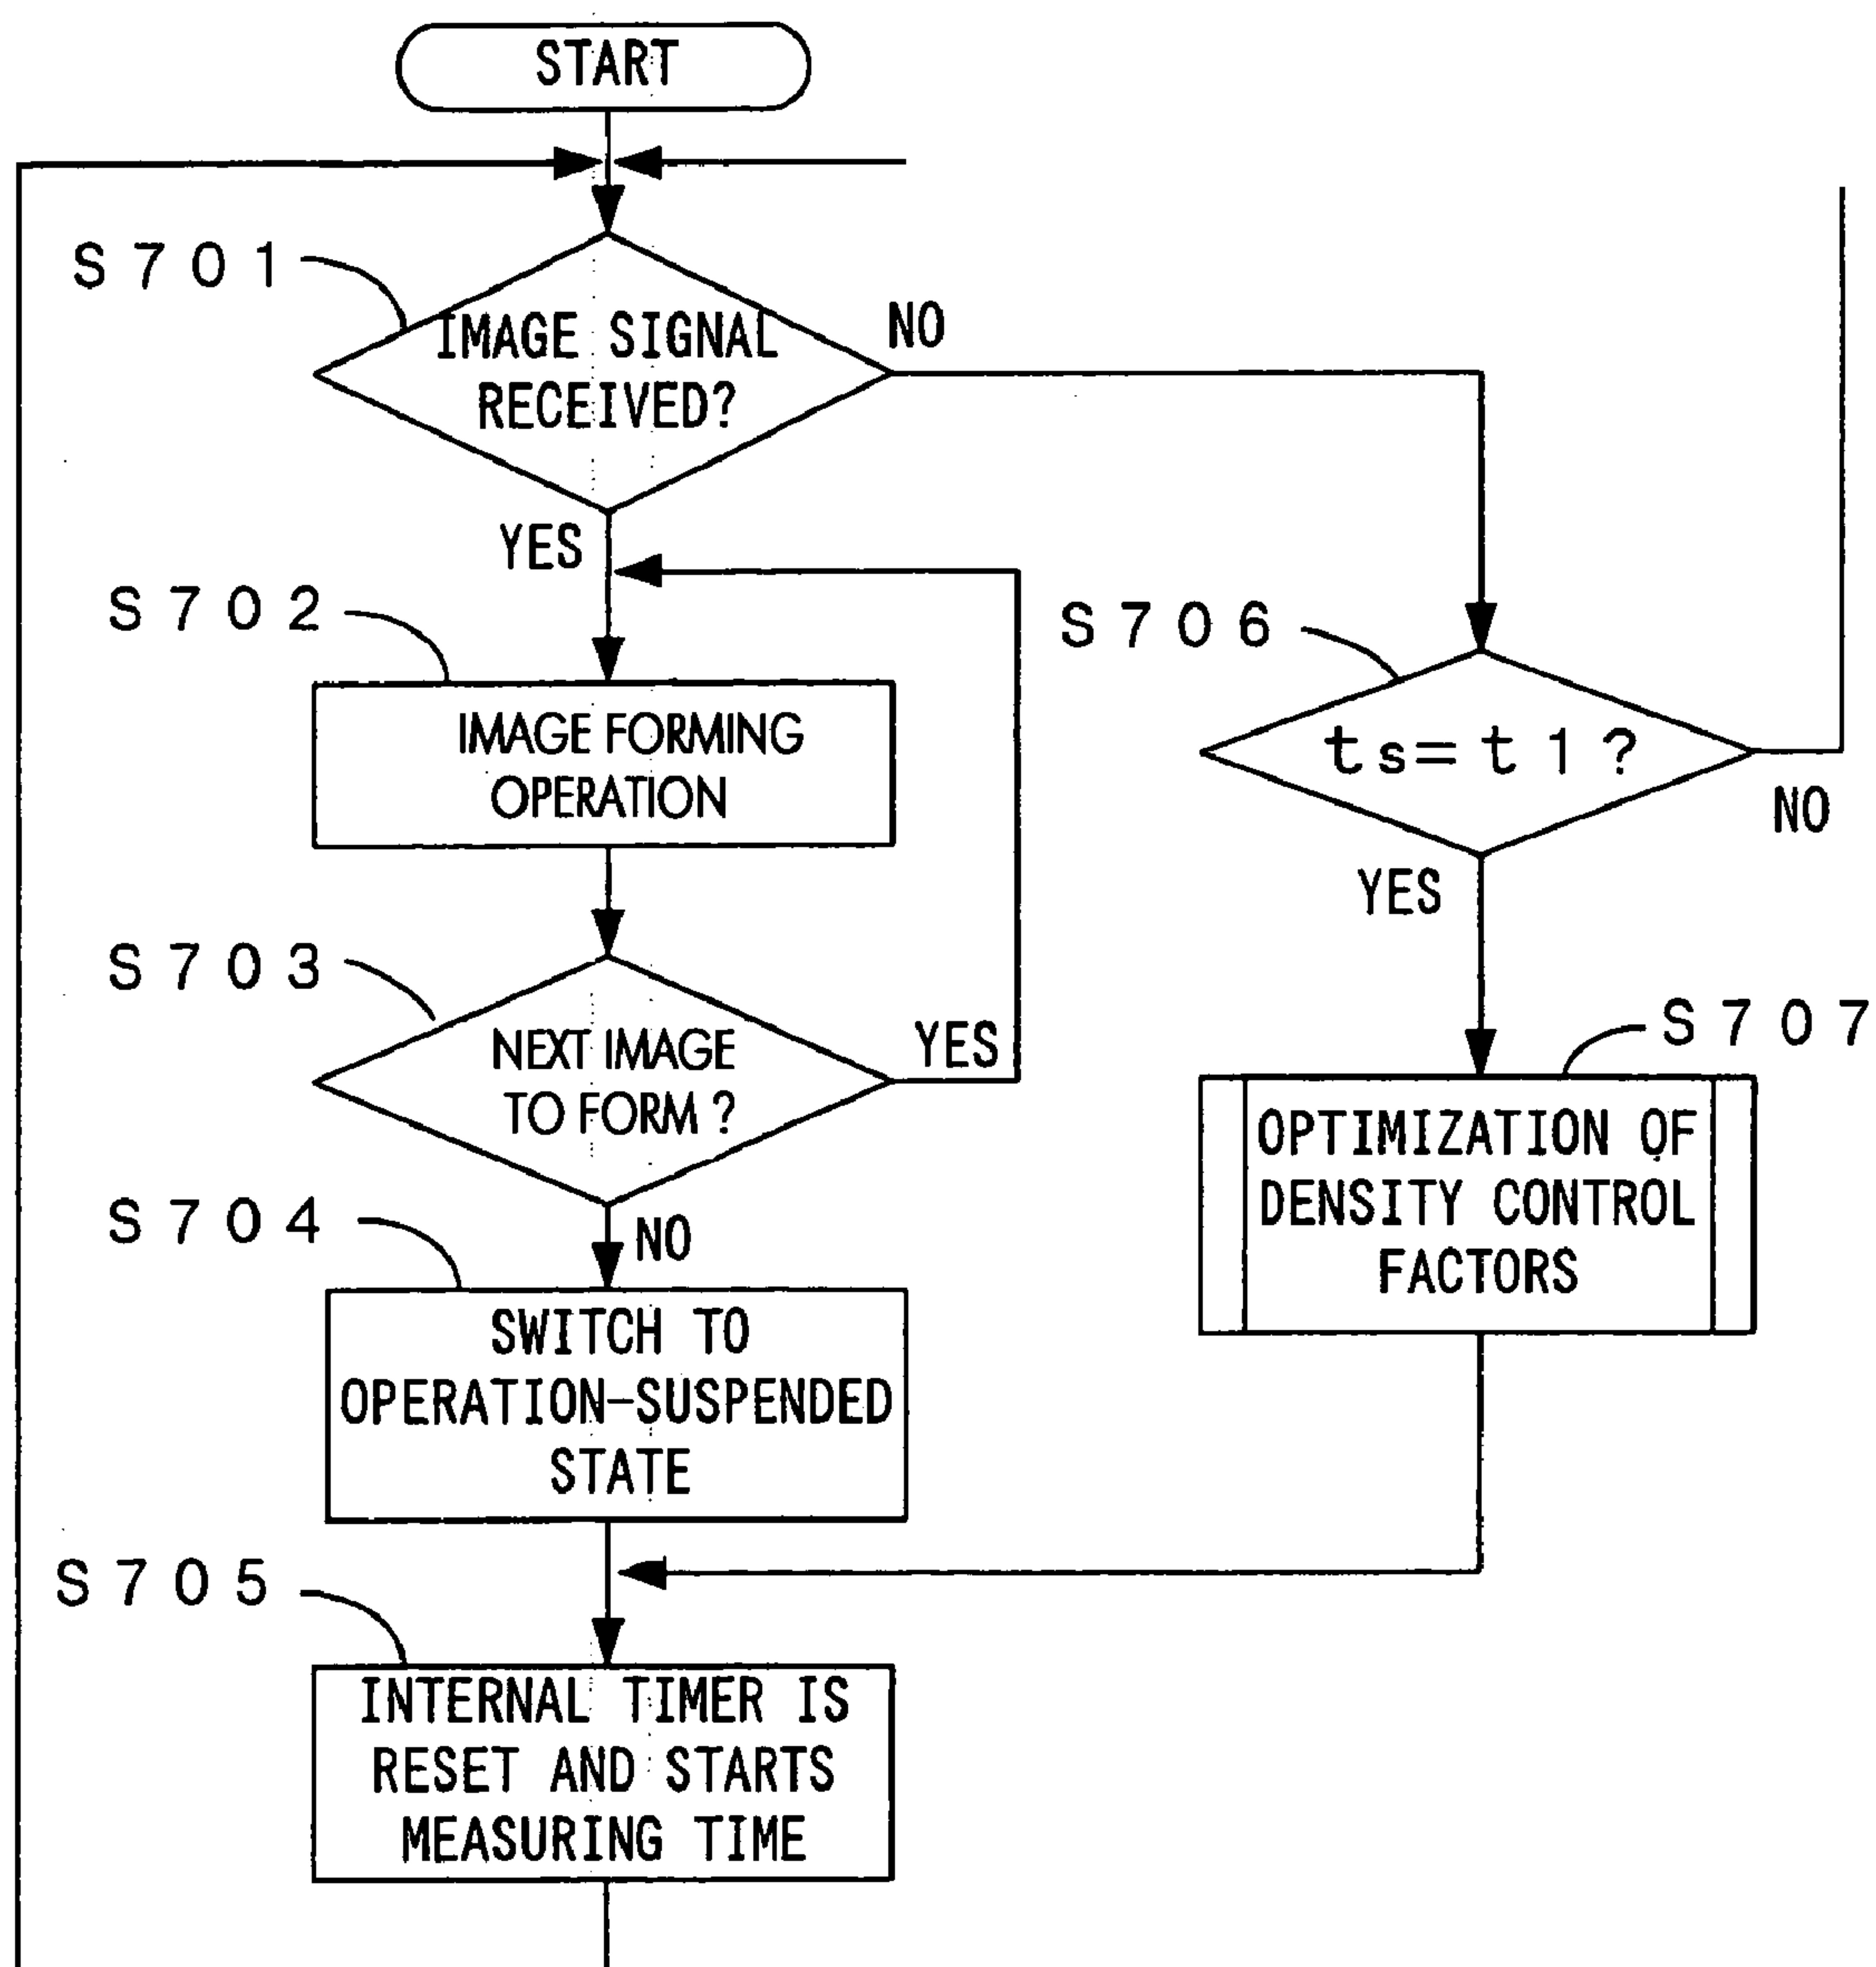 START
S701
IMAGE SIGNAL
RECEIVED?
NO
YES
S702
IMAGE FORMING
OPERATION
S706
ts=t1?
NO
YES
S703
NEXT IMAGE
TO FORM ?
YES
NO
S707
OPTIMIZATION OF
DENSITY CONTROL
FACTORS
S704
SWITCH TO
OPERATION-SUSPENDED
STATE
S705
INTERNAL TIMER IS
RESET AND STARTS
MEASURING TIME